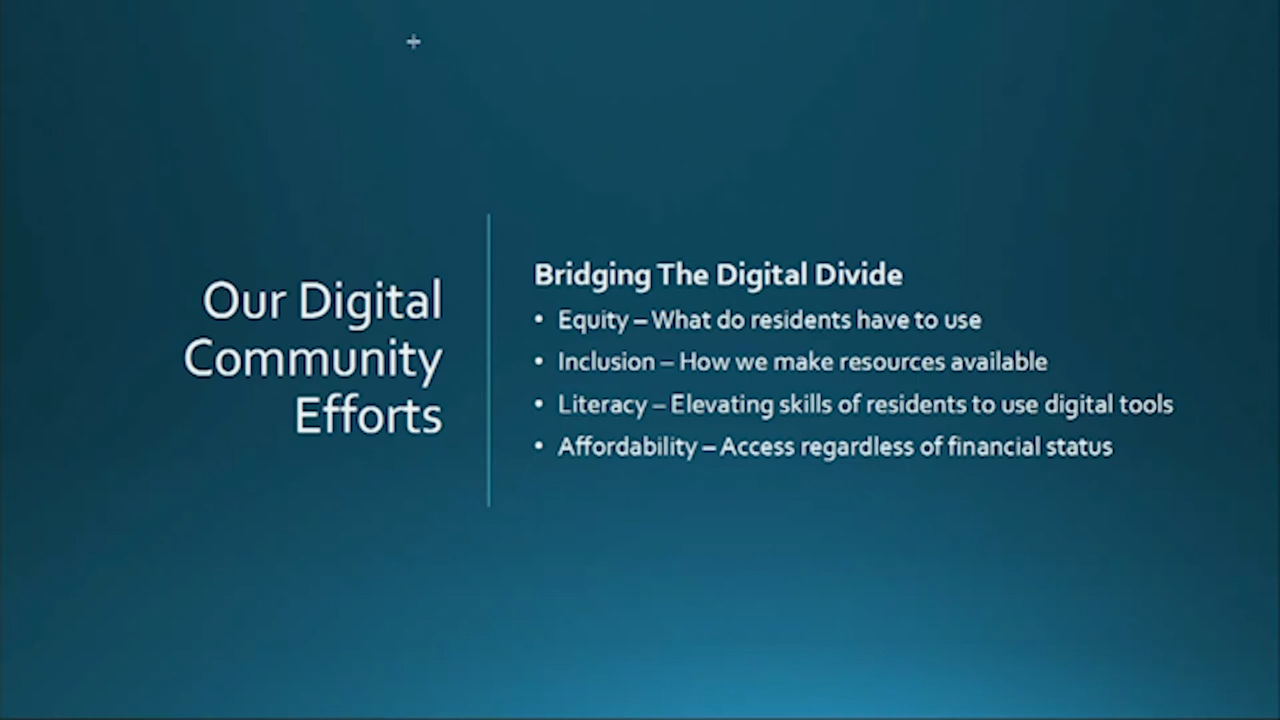 Our Digital
Community
Efforts
Bridging The Digital Divide
• Equity – What do residents have to use
• Inclusion – How we make resources available
• Literacy – Elevating skills of residents to use digital tools
• Affordability – Access regardless of financial status